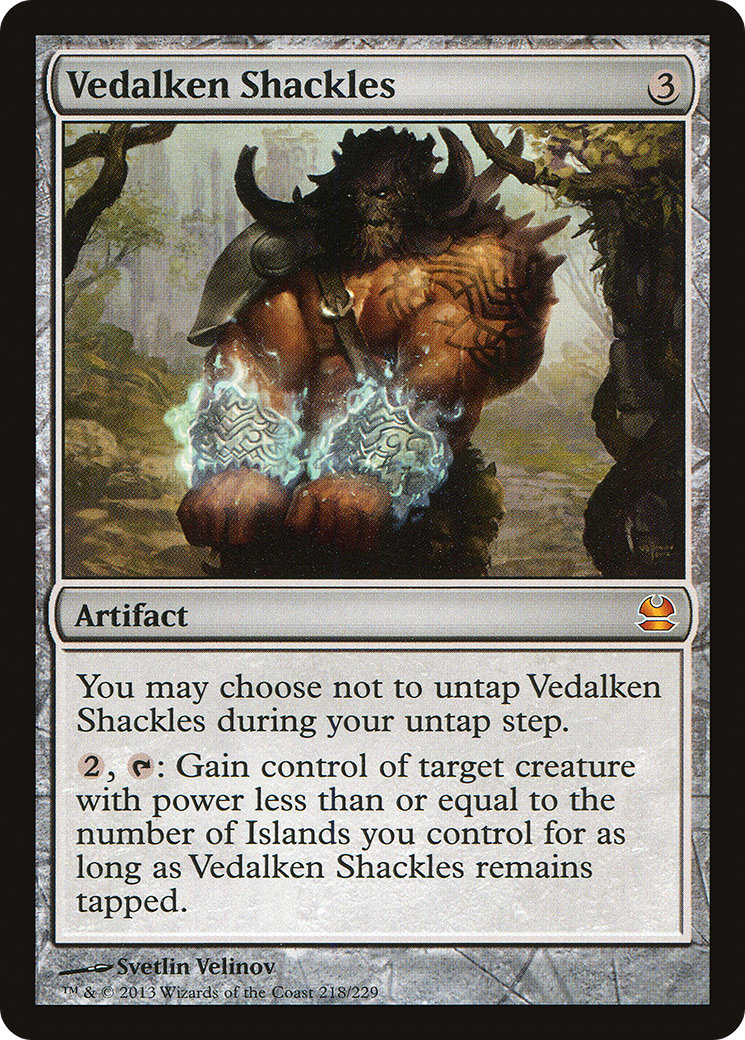 Vedalken Shackles 3
Artifact
You may choose not to untap Vedalken
Shackles during your untap step.
2, : Gain control of target creature
with power less than or equal to the
number of Islands you control for as
long as Vedalken Shackles remains
tapped.
Svetlin Velinov
™ & © 2013 Wizards of the Coast 218/229